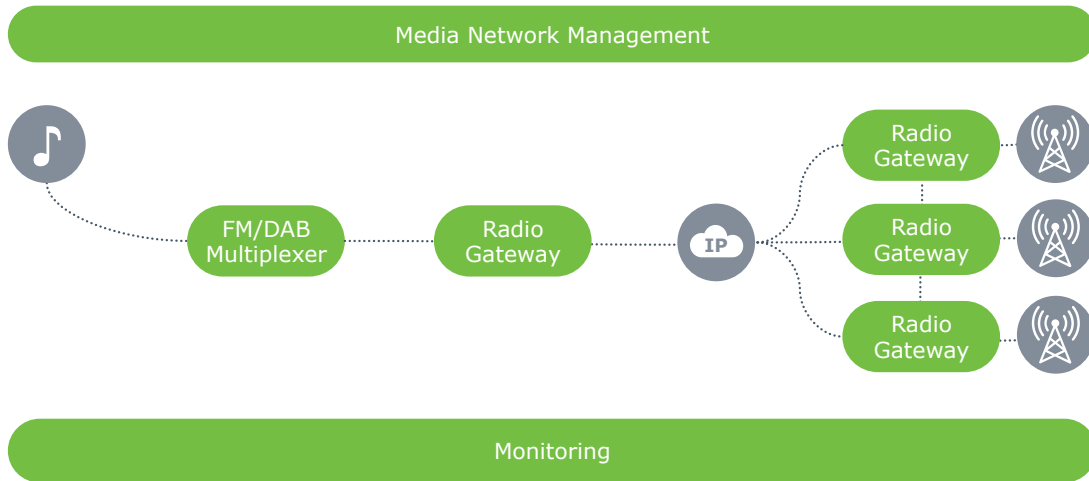 Media Network Management
Radio
Gateway
FM/DAB
Multiplexer
Radio
Gateway
IP
Radio
Gateway
Radio
Gateway
Monitoring